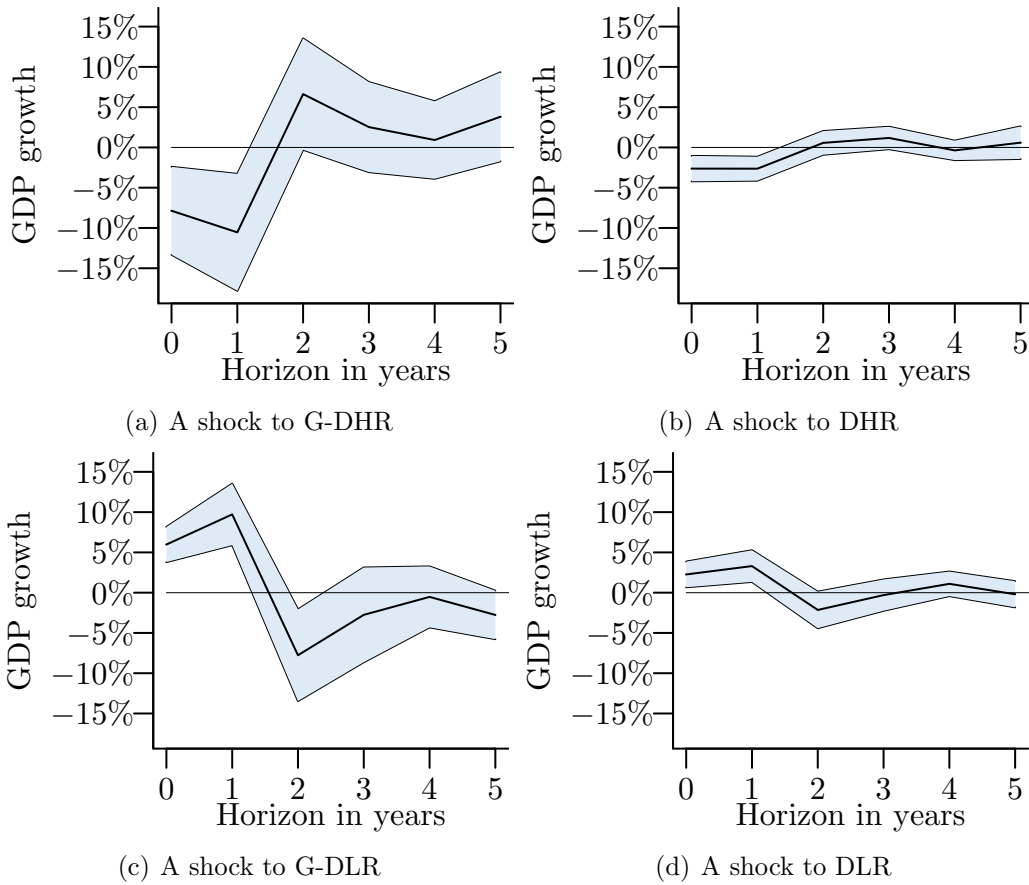 15%
10%
5%
0%
−5%
−10%
−15%
GDP growth
0 1 2 3 4 5
Horizon in years
(a) A shock to G-DHR
15%
10%
5%
0%
−5%
−10%
−15%
GDP growth
0 1 2 3 4 5
Horizon in years
(b) A shock to DHR
15%
10%
5%
0%
−5%
−10%
−15%
GDP growth
0 1 2 3 4 5
Horizon in years
(c) A shock to G-DLR
15%
10%
5%
0%
−5%
−10%
−15%
GDP growth
0 1 2 3 4 5
Horizon in years
(d) A shock to DLR